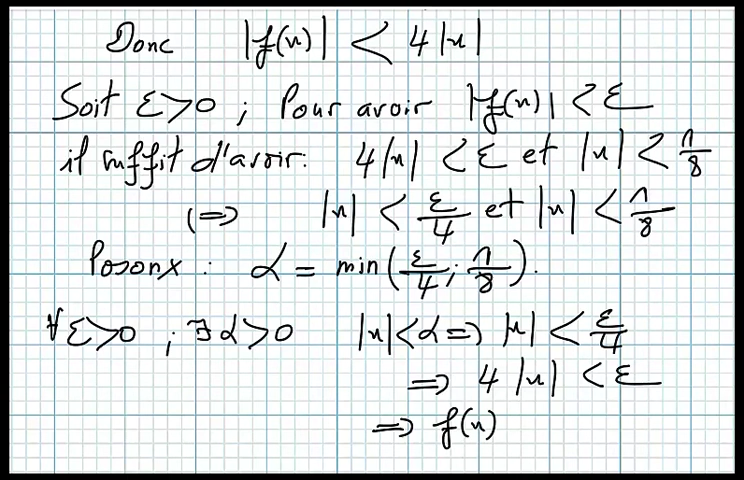 Donc |f(x)| < 4|x|
Soit ε>0 ; Pour avoir |f(x)| < ε
il suffit d'avoir: 4|x| < ε et |x| < 1/8
(=> |x| < ε/4 et |x| < 1/8
Posonx : α = min(ε/4 ; 1/8).
∀ε>0 ; ∃α>0 |x|<α => |x| < ε/4
=> 4|x| < ε
=> f(x)